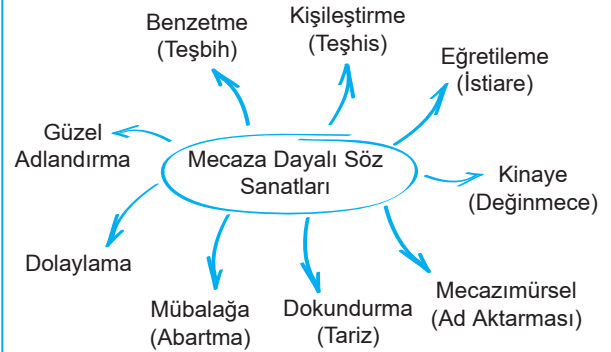 Benzetme
(Teşbih)
Kişileştirme
(Teşhis)
Eğretileme
(İstiare)
Güzel
Adlandırma
Mecaza Dayalı Söz
Sanatları
Kinaye
(Değinmece)
Dolaylama
Mübalağa
(Abartma)
Dokundurma
(Tariz)
Mecazımürsel
(Ad Aktarması)